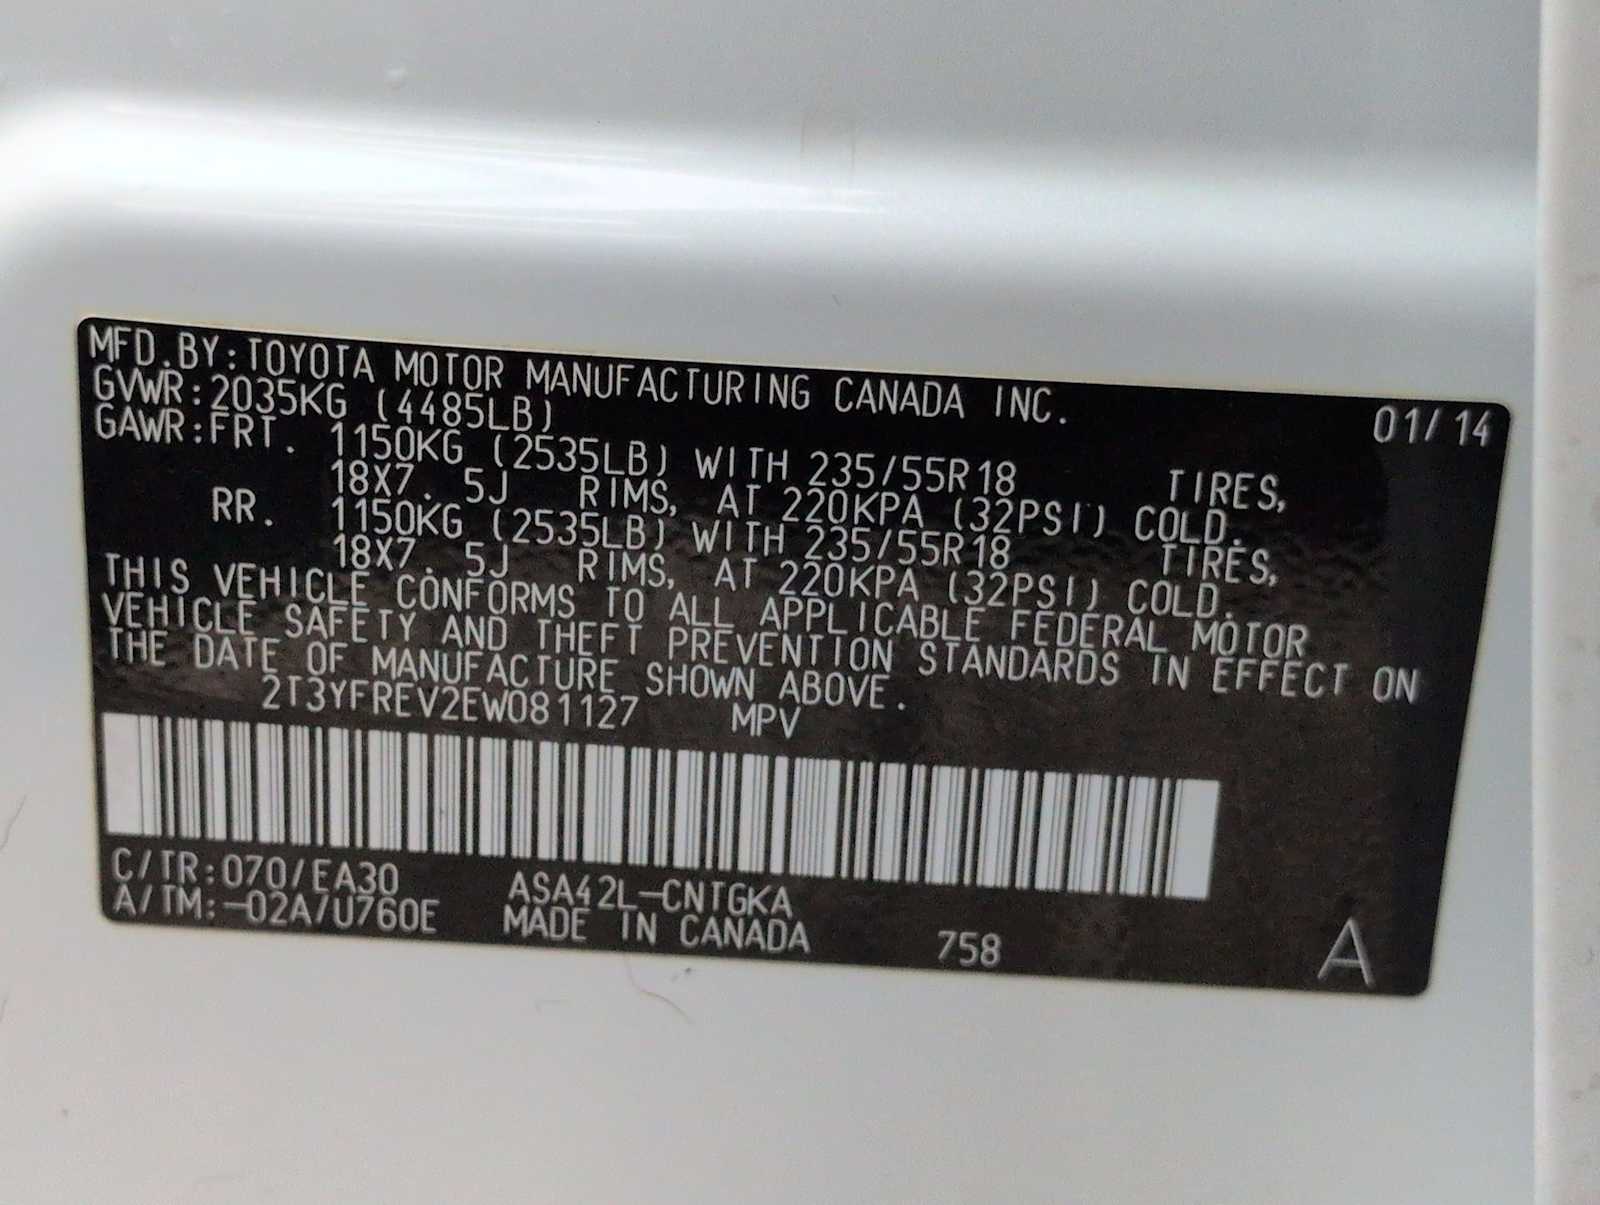 MFD.BY:TOYOTA MOTOR MANUFACTURING CANADA INC. 01/14
GVWR:2035KG (4485LB)
GAWR:FRT. 1150KG (2535LB) WITH 235/55R18 TIRES,
18X7.5J RIMS, AT 220KPA (32PSI) COLD.
RR. 1150KG (2535LB) WITH 235/55R18 TIRES,
18X7.5J RIMS, AT 220KPA (32PSI) COLD.
THIS VEHICLE CONFORMS TO ALL APPLICABLE FEDERAL MOTOR
VEHICLE SAFETY AND THEFT PREVENTION STANDARDS IN EFFECT ON
THE DATE OF MANUFACTURE SHOWN ABOVE.
2T3YFREV2EW081127 MPV
C/TR:070/EA30 ASA42L-CNTGKA
A/TM:-02A/U760E MADE IN CANADA 758 A